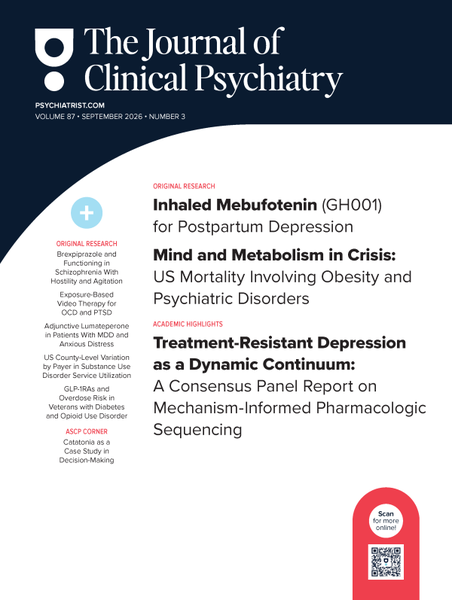 The Journal of
Clinical Psychiatry
PSYCHIATRIST.COM
VOLUME 87 • SEPTEMBER 2026 • NUMBER 3
ORIGINAL RESEARCH
Inhaled Mebufotenin (GH001)
for Postpartum Depression
Mind and Metabolism in Crisis:
US Mortality Involving Obesity and
Psychiatric Disorders
ACADEMIC HIGHLIGHTS
Treatment-Resistant Depression
as a Dynamic Continuum:
A Consensus Panel Report on
Mechanism-Informed Pharmacologic
Sequencing
ORIGINAL RESEARCH
Brexpiprazole and
Functioning in
Schizophrenia With
Hostility and Agitation
Exposure-Based
Video Therapy for
OCD and PTSD
Adjunctive Lumateperone
in Patients With MDD and
Anxious Distress
US County-Level Variation
by Payer in Substance Use
Disorder Service Utilization
GLP-1RAs and
Overdose Risk in
Veterans with Diabetes
and Opioid Use Disorder
ASCP CORNER
Catatonia as a
Case Study in
Decision-Making
Scan
for more
online!